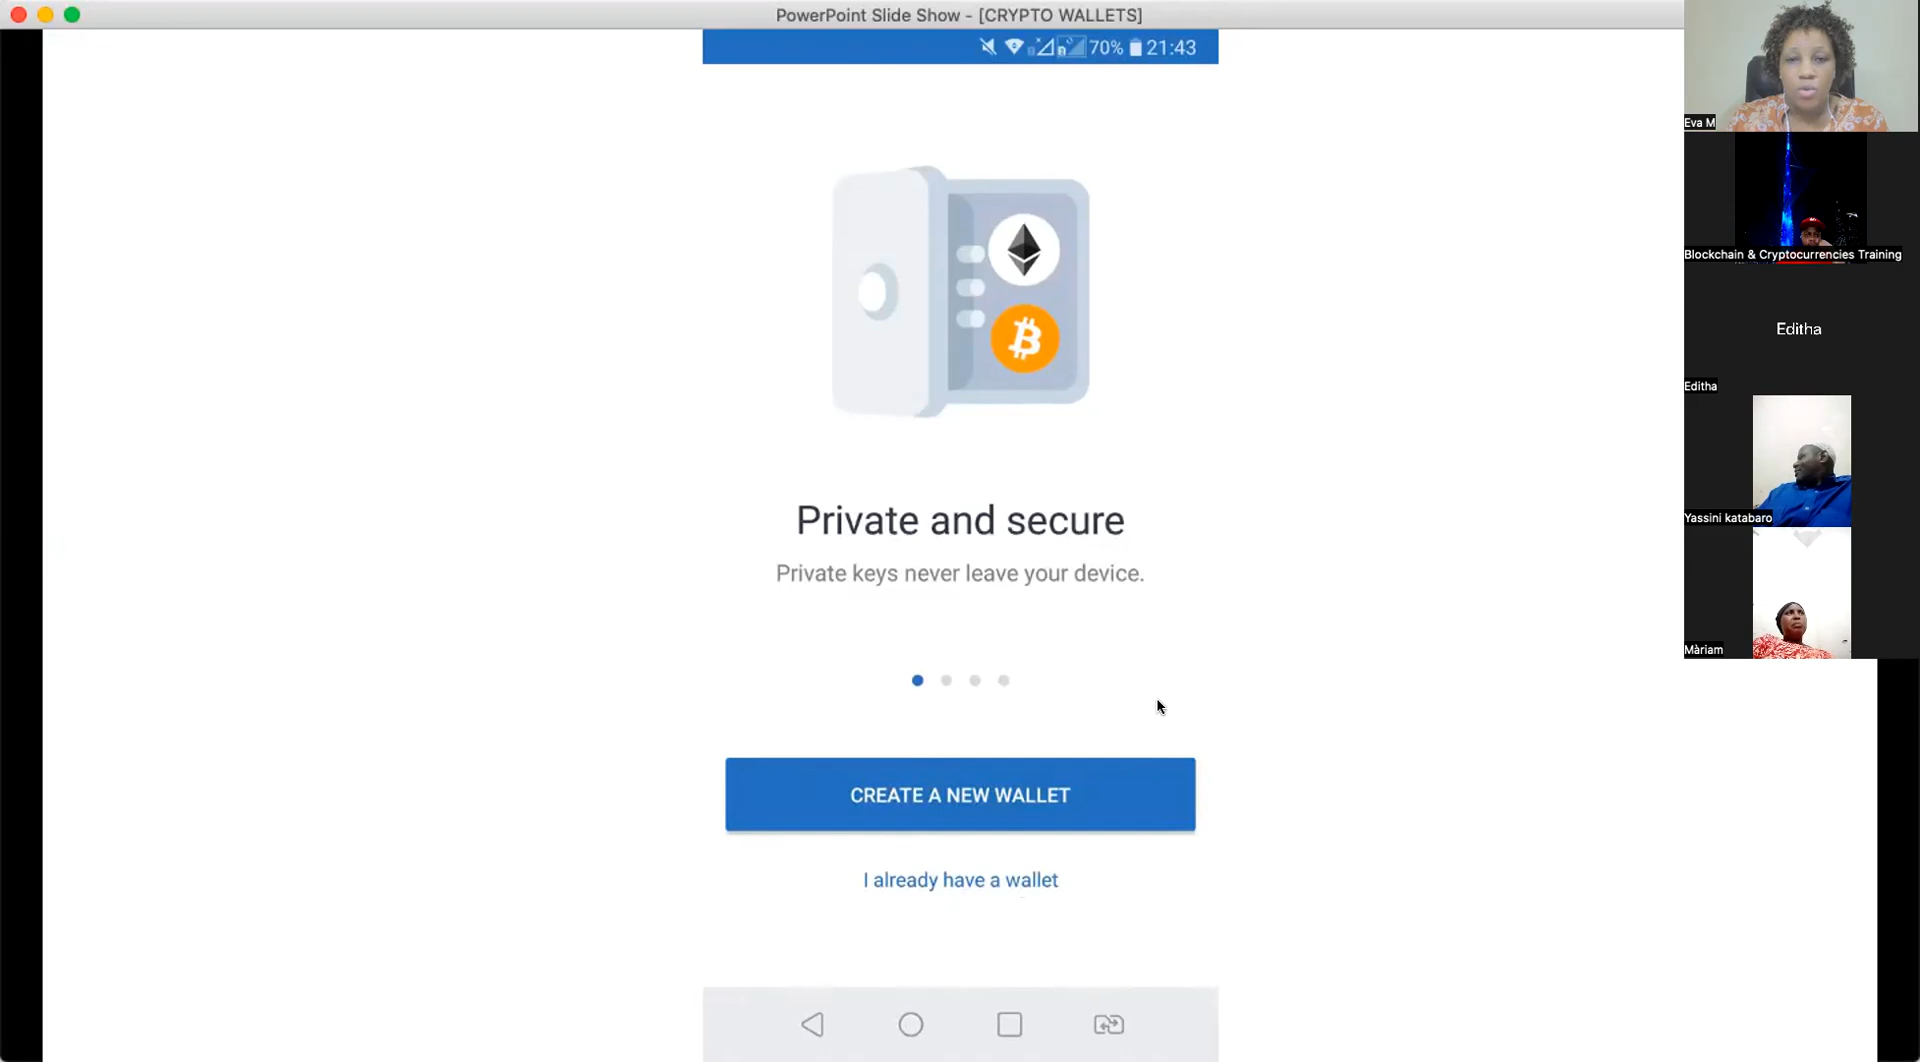 PowerPoint Slide Show - [CRYPTO WALLETS]
70% 21:43
Private and secure
Private keys never leave your device.
CREATE A NEW WALLET
I already have a wallet
Eva M
Blockchain & Cryptocurrencies Training
Editha
Editha
Yassini katabaro
Màriam